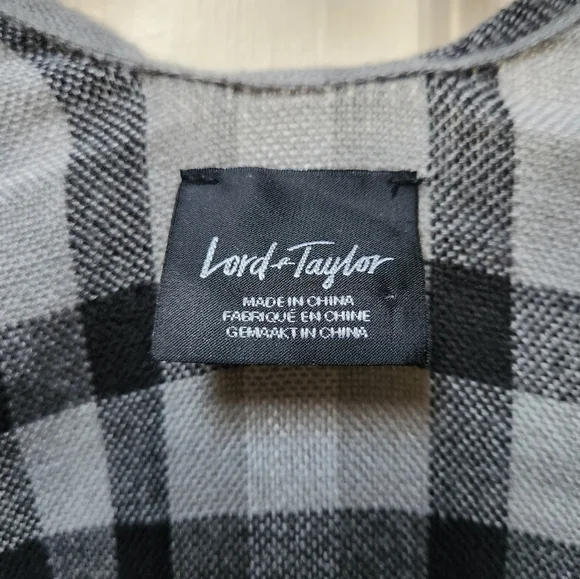 Lord + Taylor
MADE IN CHINA
FABRIQUÉ EN CHINE
GEMAAKT IN CHINA